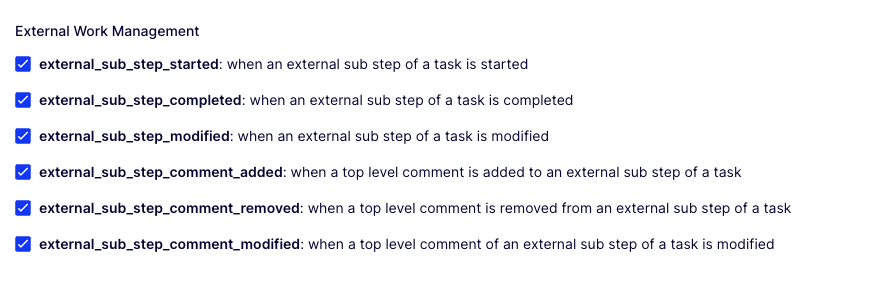 External Work Management
external_sub_step_started: when an external sub step of a task is started
external_sub_step_completed: when an external sub step of a task is completed
external_sub_step_modified: when an external sub step of a task is modified
external_sub_step_comment_added: when a top level comment is added to an external sub step of a task
external_sub_step_comment_removed: when a top level comment is removed from an external sub step of a task
external_sub_step_comment_modified: when a top level comment of an external sub step of a task is modified